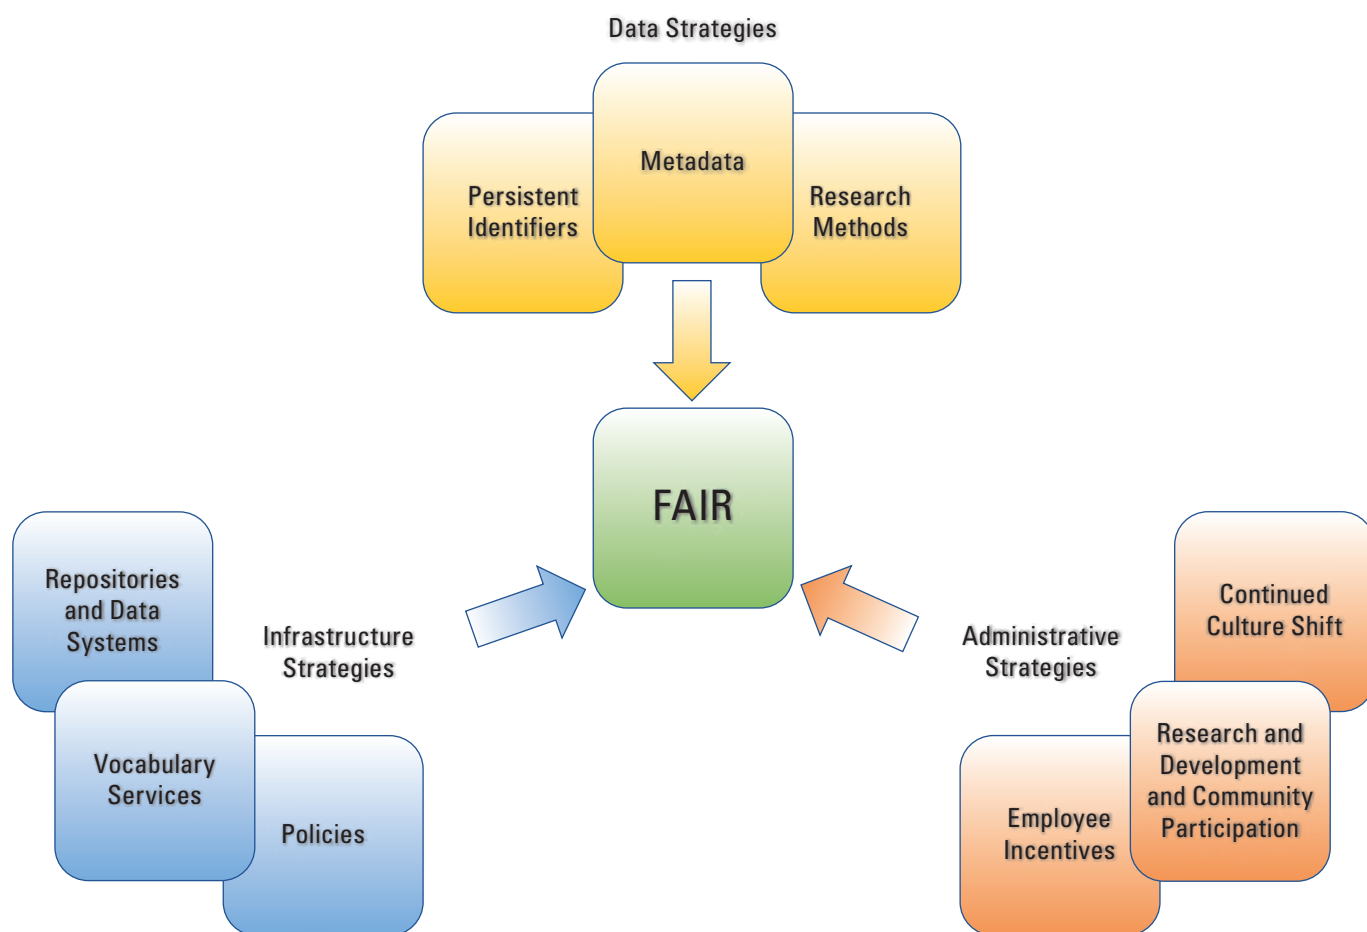 Data Strategies
Metadata
Persistent
Identifiers
Research
Methods
FAIR
Repositories
and Data
Systems
Infrastructure
Strategies
Vocabulary
Services
Policies
Administrative
Strategies
Continued
Culture Shift
Research and
Development
and Community
Participation
Employee
Incentives